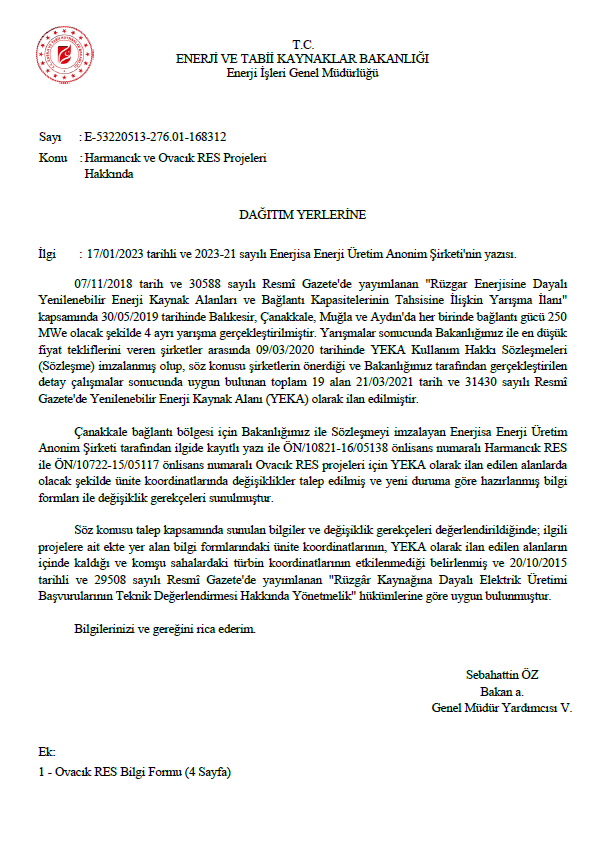 T.C.
ENERJİ VE TABİİ KAYNAKLAR BAKANLIĞI
Enerji İşleri Genel Müdürlüğü
Sayı : E-53220513-276.01-168312
Konu : Harmancık ve Ovacık RES Projeleri
Hakkında
DAĞITIM YERLERİNE
İlgi : 17/01/2023 tarihli ve 2023-21 sayılı Enerjisa Enerji Üretim Anonim Şirketi'nin yazısı.
07/11/2018 tarih ve 30588 sayılı Resmî Gazete'de yayımlanan "Rüzgar Enerjisine Dayalı
Yenilenebilir Enerji Kaynak Alanları ve Bağlantı Kapasitelerinin Tahsisine İlişkin Yarışma İlanı"
kapsamında 30/05/2019 tarihinde Balıkesir, Çanakkale, Muğla ve Aydın'da her birinde bağlantı gücü 250
MWe olacak şekilde 4 ayrı yarışma gerçekleştirilmiştir. Yarışmalar sonucunda Bakanlığımız ile en düşük
fiyat tekliflerini veren şirketler arasında 09/03/2020 tarihinde YEKA Kullanım Hakkı Sözleşmeleri
(Sözleşme) imzalanmış olup, söz konusu şirketlerin önerdiği ve Bakanlığımız tarafından gerçekleştirilen
detay çalışmalar sonucunda uygun bulunan toplam 19 alan 21/03/2021 tarih ve 31430 sayılı Resmî
Gazete'de Yenilenebilir Enerji Kaynak Alanı (YEKA) olarak ilan edilmiştir.
Çanakkale bağlantı bölgesi için Bakanlığımız ile Sözleşmeyi imzalayan Enerjisa Enerji Üretim
Anonim Şirketi tarafından ilgide kayıtlı yazı ile ÖN/10821-16/05138 önlisans numaralı Harmancık RES
ile ÖN/10722-15/05117 önlisans numaralı Ovacık RES projeleri için YEKA olarak ilan edilen alanlarda
olacak şekilde ünite koordinatlarında değişiklikler talep edilmiş ve yeni duruma göre hazırlanmış bilgi
formları ile değişiklik gerekçeleri sunulmuştur.
Söz konusu talep kapsamında sunulan bilgiler ve değişiklik gerekçeleri değerlendirildiğinde; ilgili
projelere ait ekte yer alan bilgi formlarındaki ünite koordinatlarının, YEKA olarak ilan edilen alanların
içinde kaldığı ve komşu sahalardaki türbin koordinatlarının etkilenmediği belirlenmiş ve 20/10/2015
tarihli ve 29508 sayılı Resmî Gazete'de yayımlanan "Rüzgâr Kaynağına Dayalı Elektrik Üretimi
Başvurularının Teknik Değerlendirmesi Hakkında Yönetmelik" hükümlerine göre uygun bulunmuştur.
Bilgilerinizi ve gereğini rica ederim.
Sebahattin ÖZ
Bakan a.
Genel Müdür Yardımcısı V.
Ek:
1 - Ovacık RES Bilgi Formu (4 Sayfa)